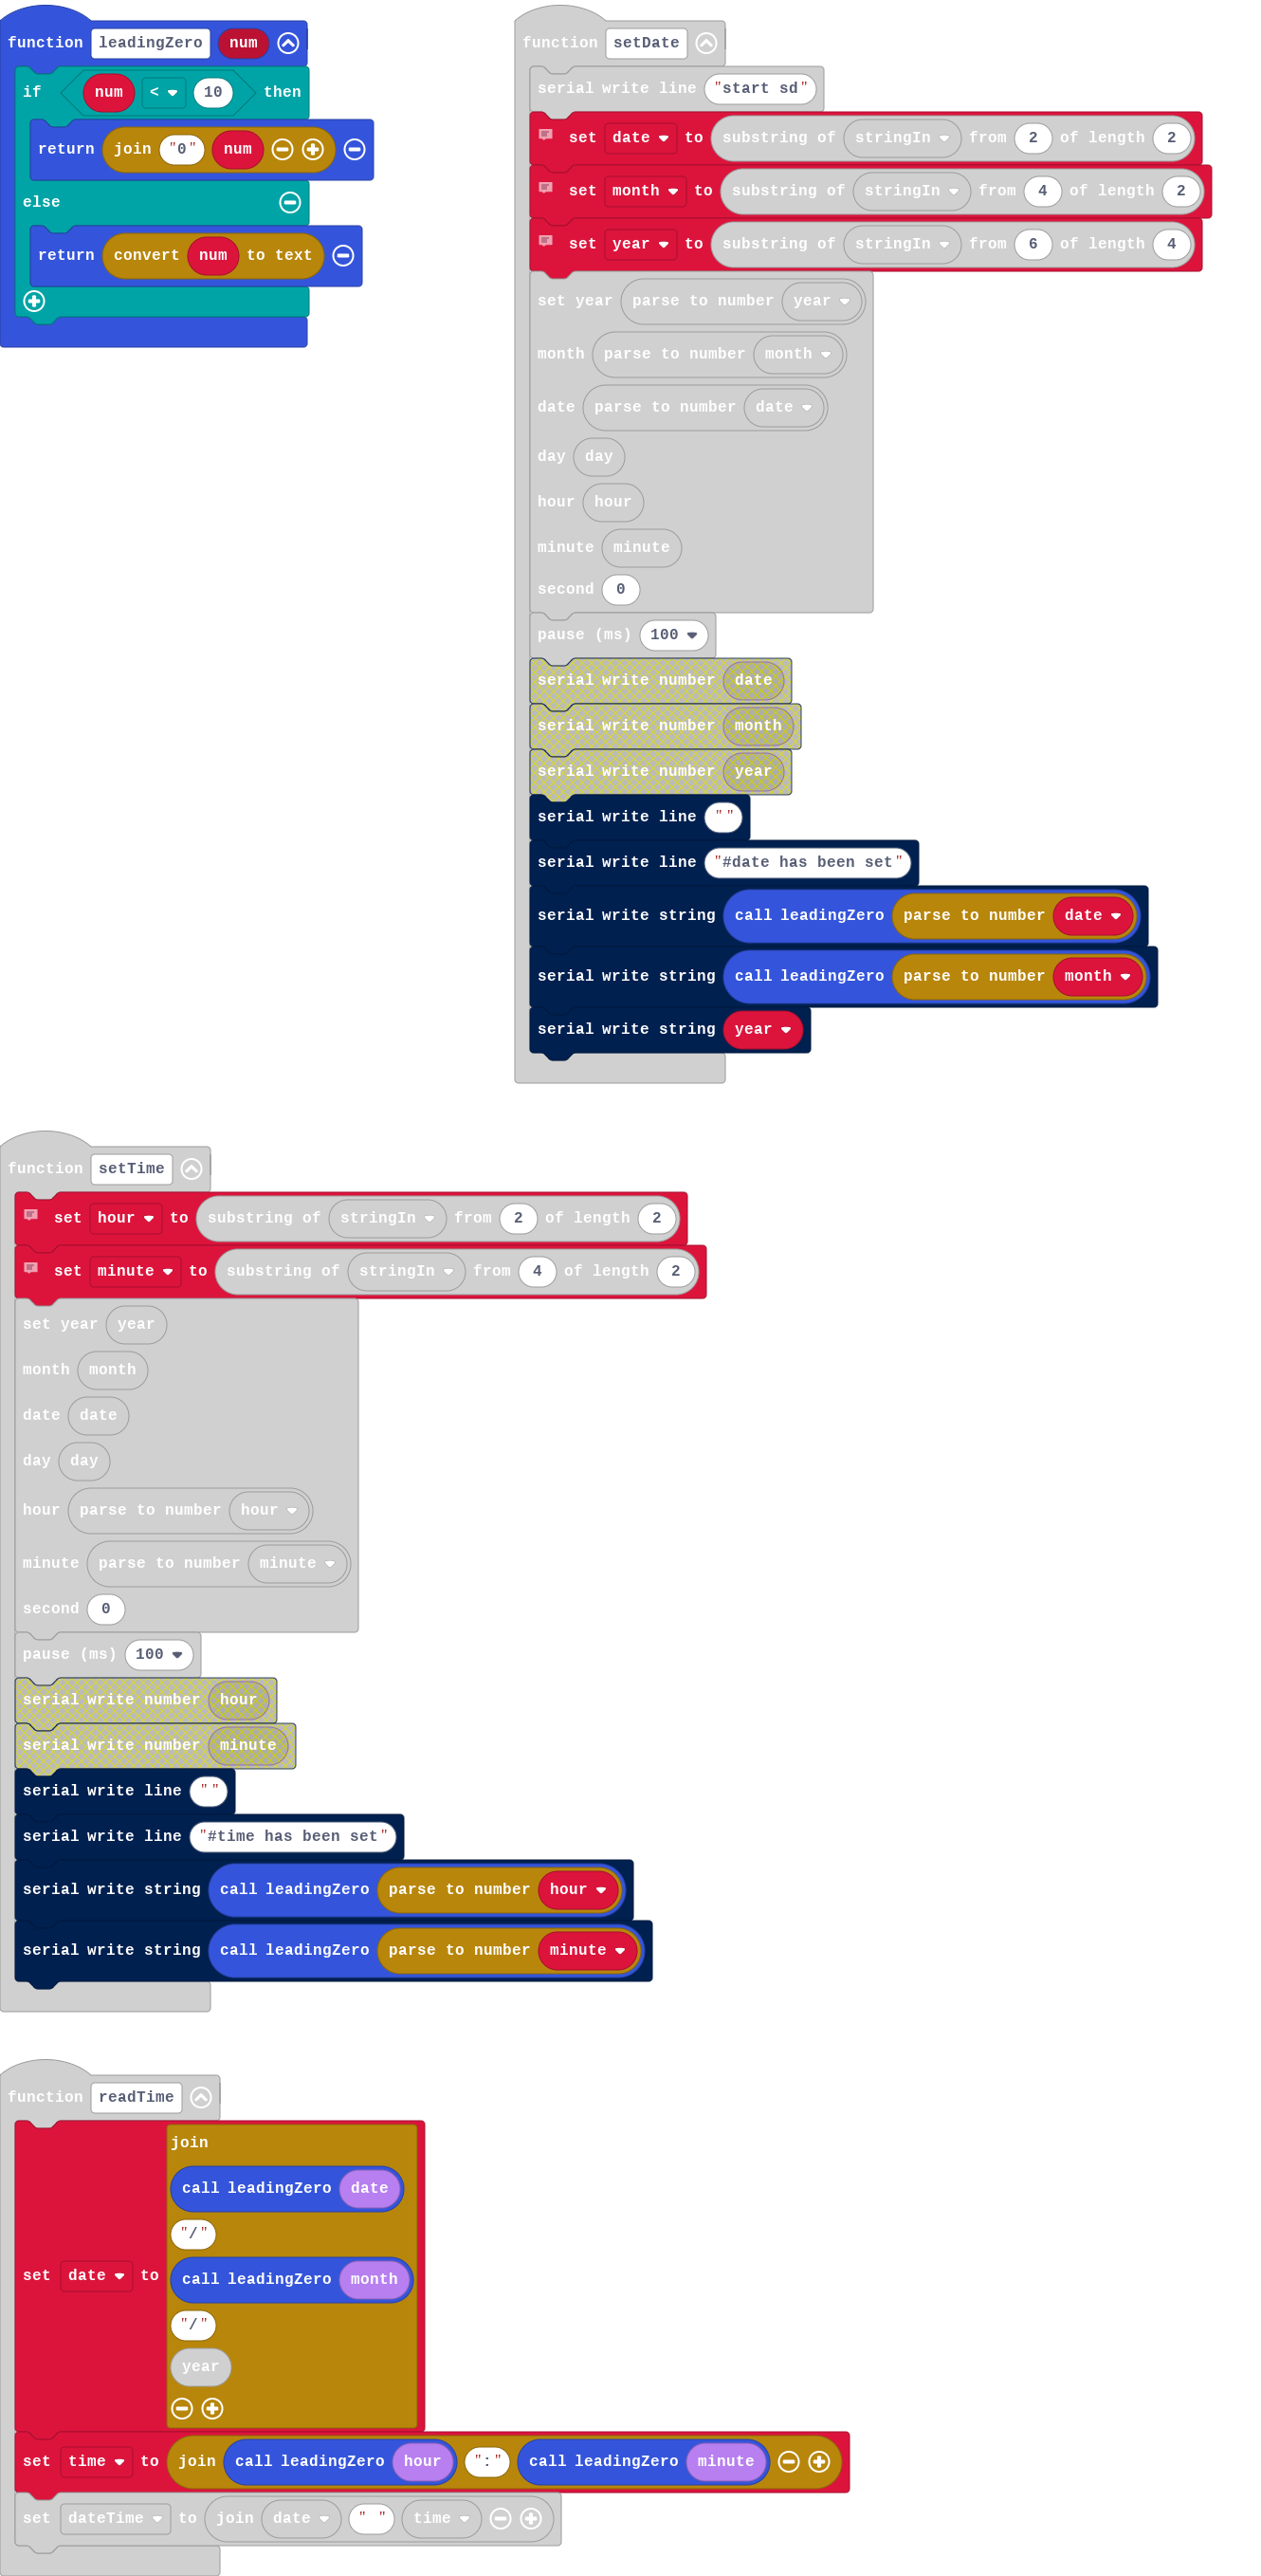 function leadingZero num
if num < 10 then
return join "0" num
else
return convert num to text
function setDate
serial write line "start sd"
set date to substring of stringIn from 2 of length 2
set month to substring of stringIn from 4 of length 2
set year to substring of stringIn from 6 of length 4
set year parse to number year
month parse to number month
date parse to number date
day day
hour hour
minute minute
second 0
pause (ms) 100
serial write number date
serial write number month
serial write number year
serial write line ""
serial write line "#date has been set"
serial write string call leadingZero parse to number date
serial write string call leadingZero parse to number month
serial write string year
function setTime
set hour to substring of stringIn from 2 of length 2
set minute to substring of stringIn from 4 of length 2
set year year
month month
date date
day day
hour parse to number hour
minute parse to number minute
second 0
pause (ms) 100
serial write number hour
serial write number minute
serial write line ""
serial write line "#time has been set"
serial write string call leadingZero parse to number hour
serial write string call leadingZero parse to number minute
function readTime
join
call leadingZero date
"/"
set date to call leadingZero month
"/"
year
set time to join call leadingZero hour ":" call leadingZero minute
set dateTime to join date " " time